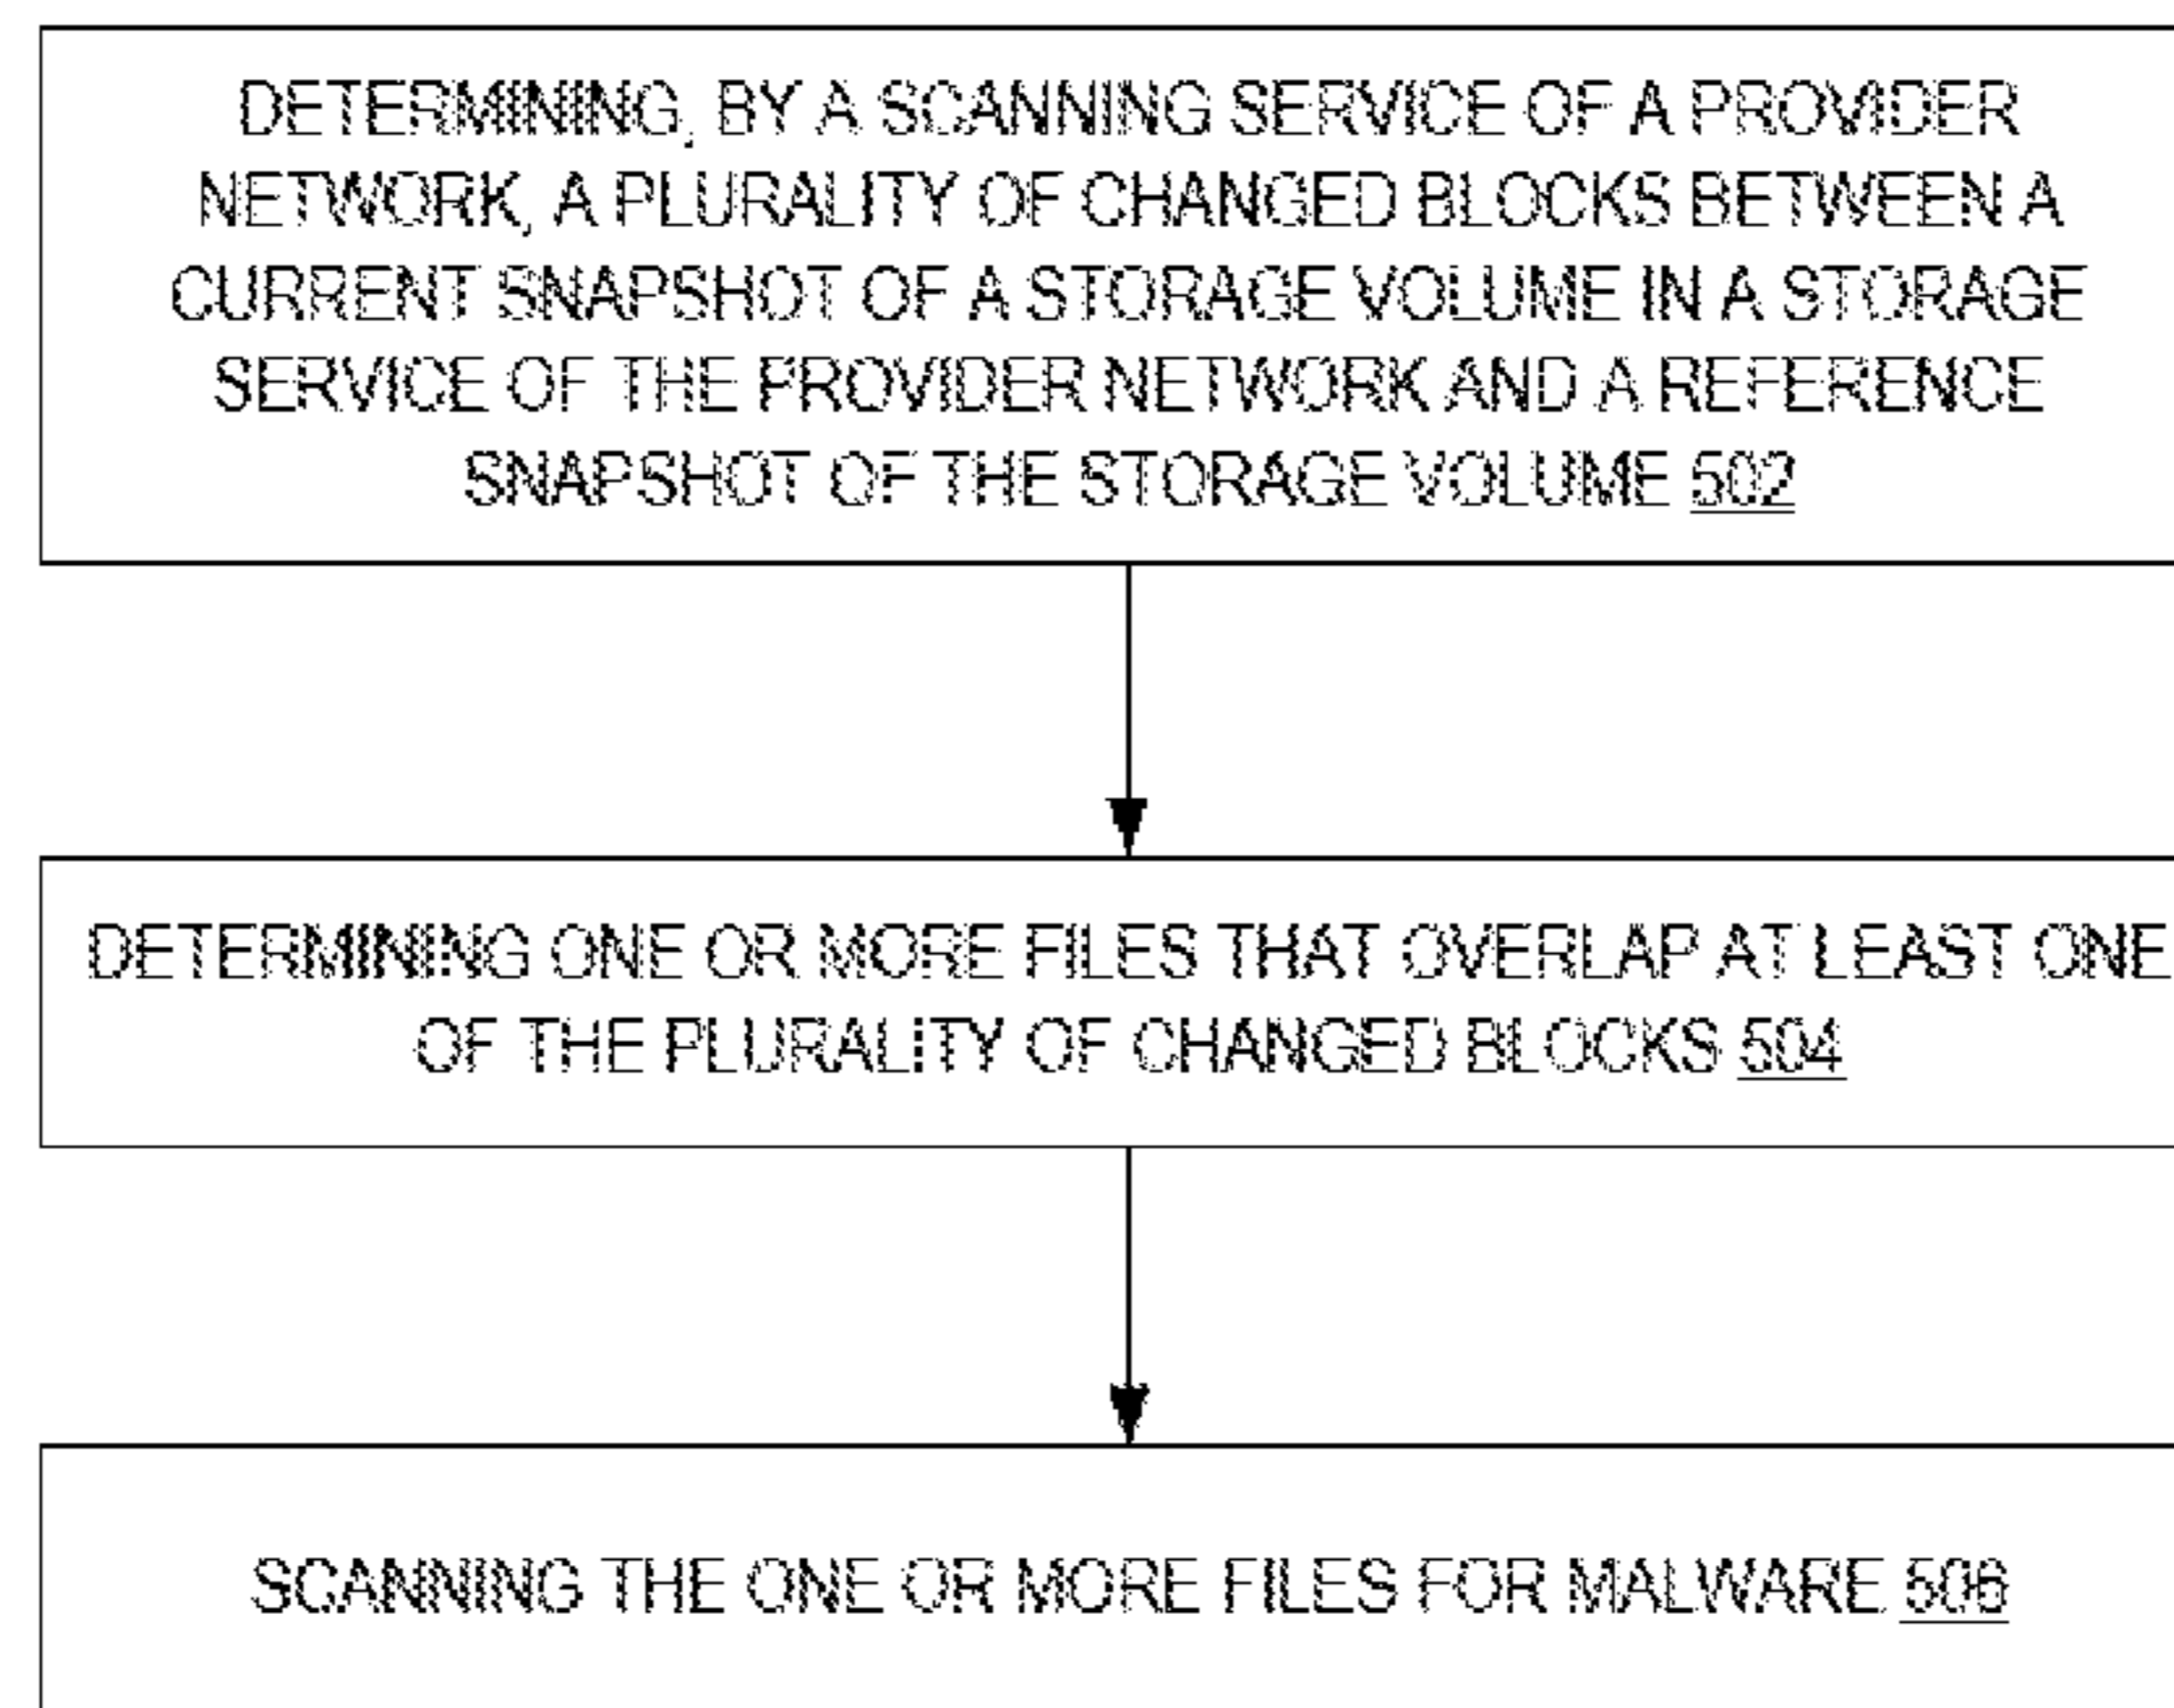 DETERMINING, BY A SCANNING SERVICE OF A PROVIDER
NETWORK, A PLURALITY OF CHANGED BLOCKS BETWEEN A
CURRENT SNAPSHOT OF A STORAGE VOLUME IN A STORAGE
SERVICE OF THE PROVIDER NETWORK AND A REFERENCE
SNAPSHOT OF THE STORAGE VOLUME 502
DETERMINING ONE OR MORE FILES THAT OVERLAP AT LEAST ONE
OF THE PLURALITY OF CHANGED BLOCKS 504
SCANNING THE ONE OR MORE FILES FOR MALWARE 506